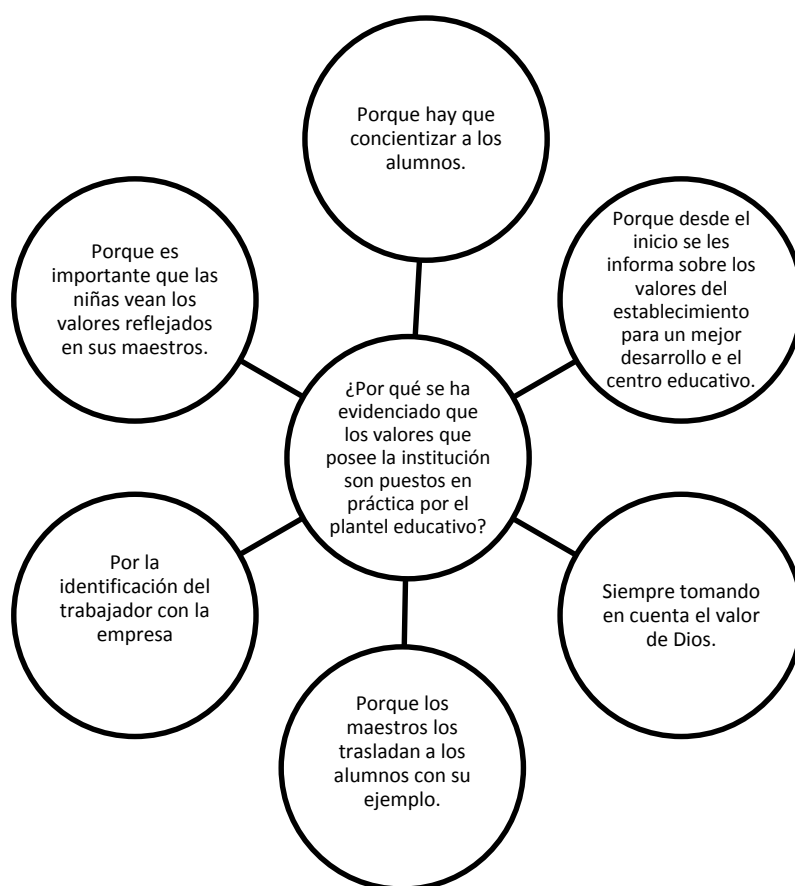 Porque hay que
concientizar a los
alumnos.
Porque desde el
inicio se les
informa sobre los
valores del
establecimiento
para un mejor
desarrollo e el
centro educativo.
Siempre tomando
en cuenta el valor
de Dios.
Porque los
maestros los
trasladan a los
alumnos con su
ejemplo.
Por la
identificación del
trabajador con la
empresa
Porque es
importante que las
niñas vean los
valores reflejados
en sus maestros.
¿Por qué se ha
evidenciado que
los valores que
posee la institución
son puestos en
práctica por el
plantel educativo?